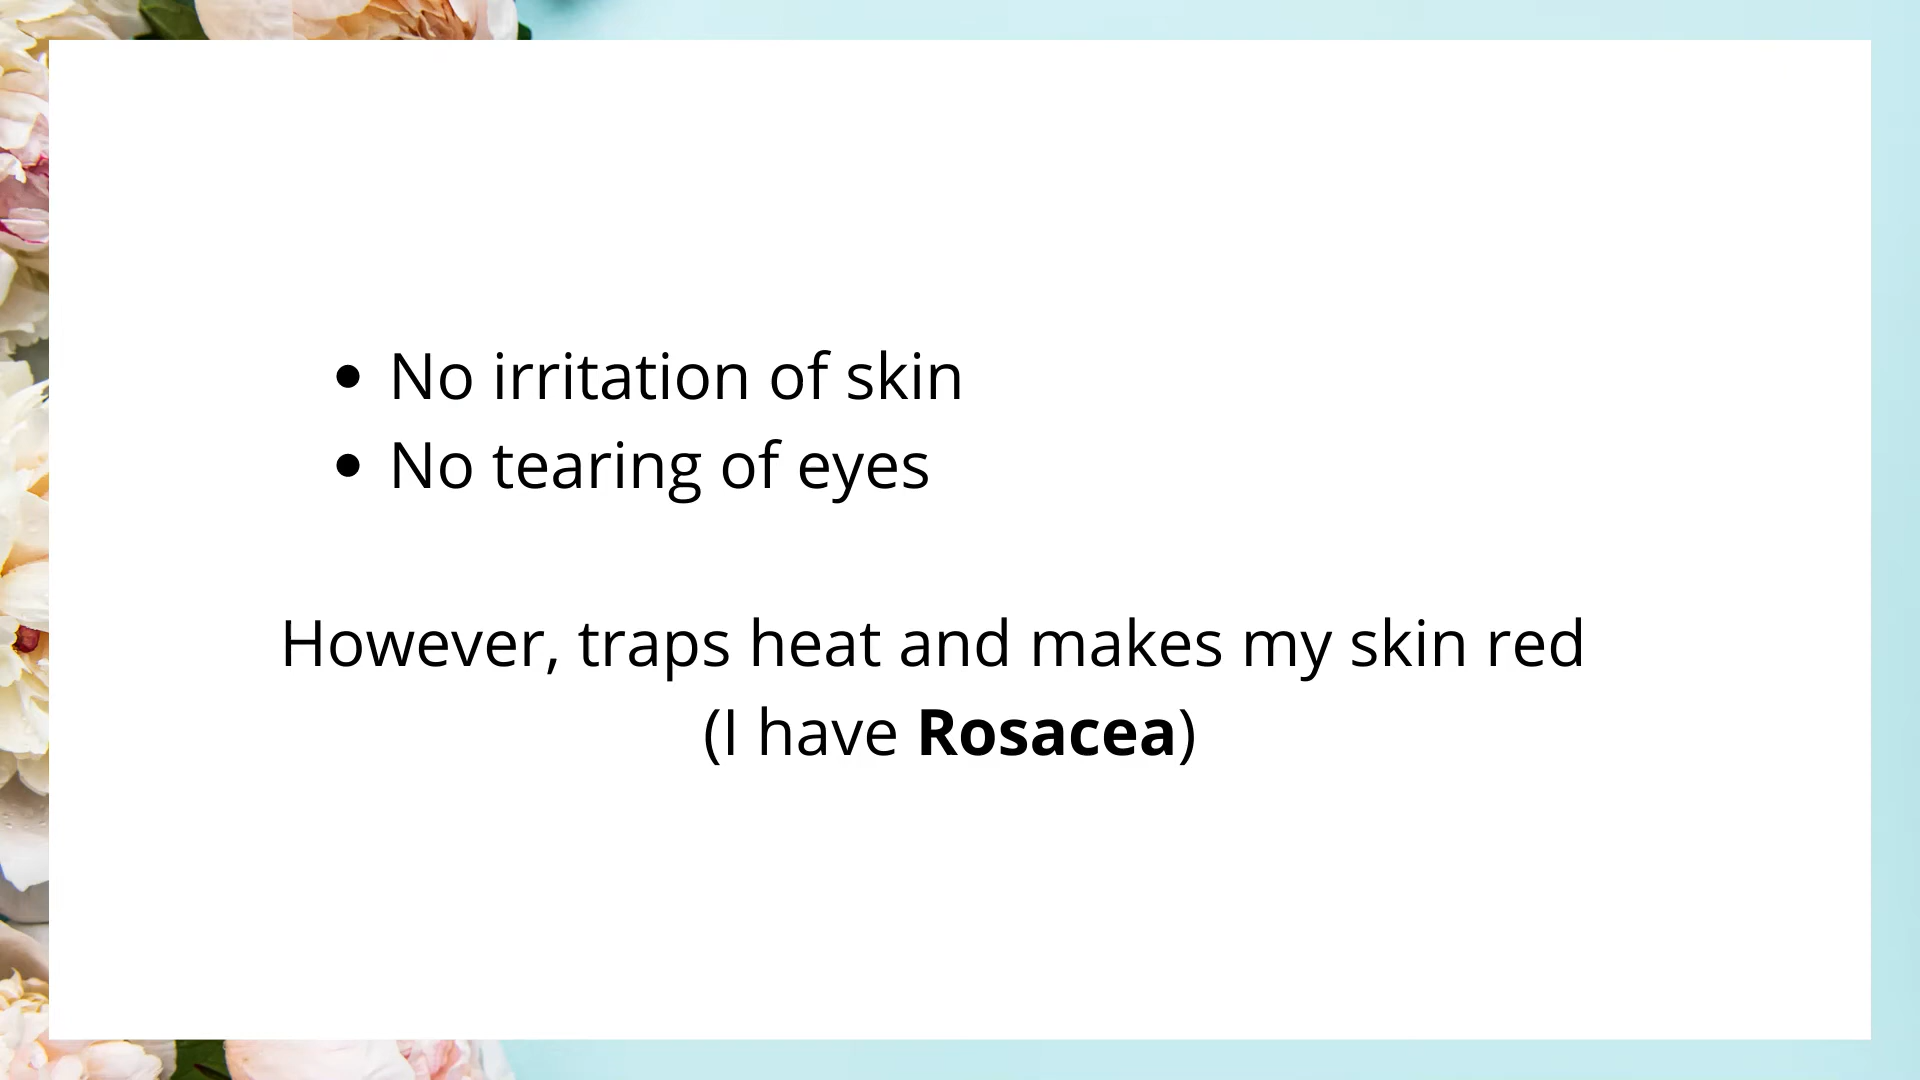 • No irritation of skin
• No tearing of eyes
However, traps heat and makes my skin red
(I have Rosacea)